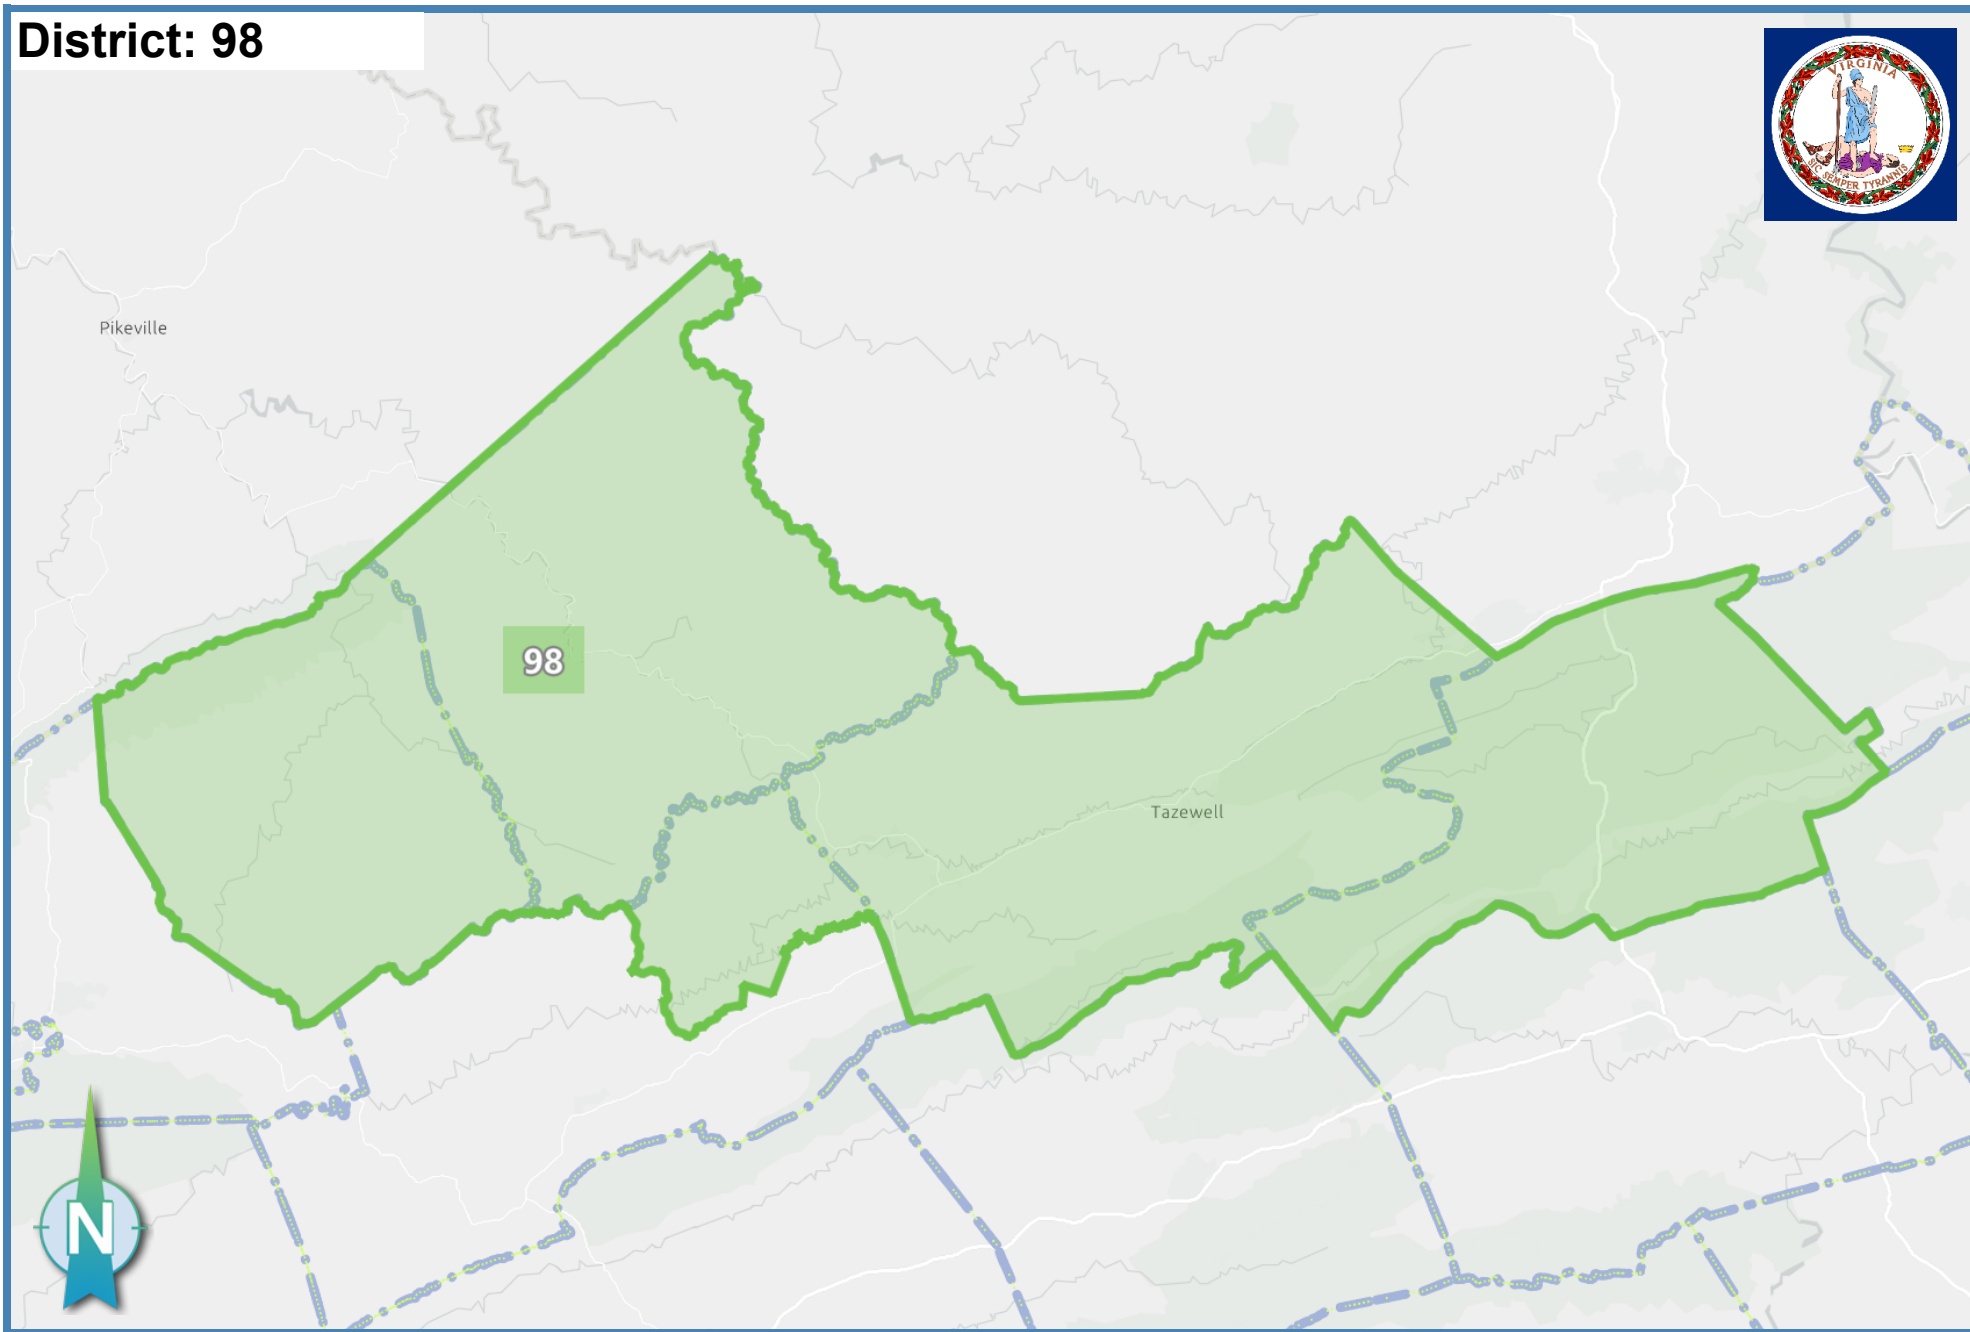 District: 98
VIRGINIA
SIC SEMPER TYRANNIS
Pikeville
98
Tazewell
N